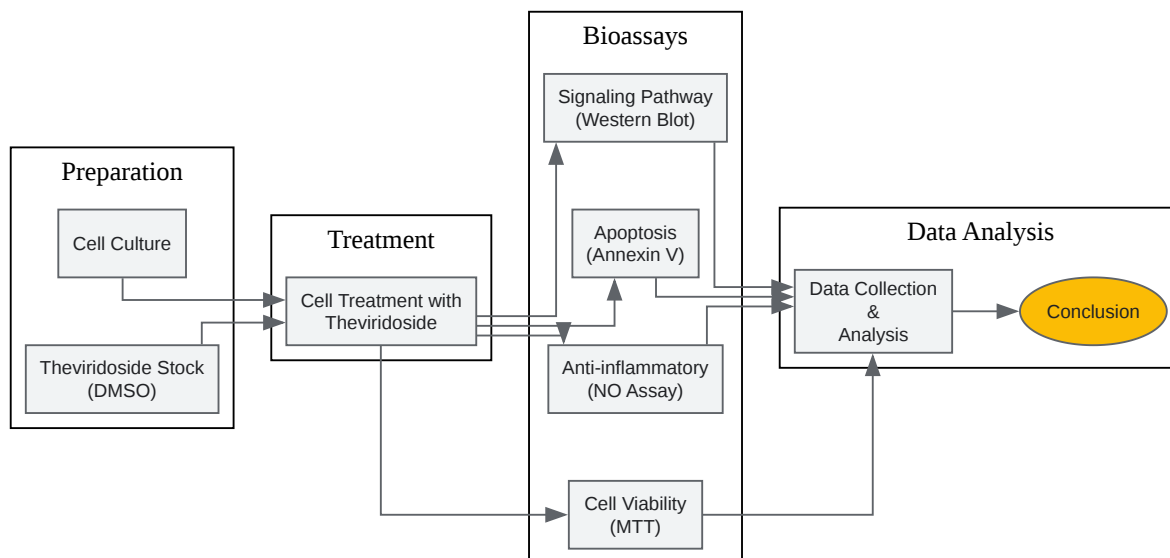 Preparation
Cell Culture
Theviridoside Stock
(DMSO)
Treatment
Cell Treatment with
Theviridoside
Bioassays
Signaling Pathway
(Western Blot)
Apoptosis
(Annexin V)
Anti-inflammatory
(NO Assay)
Cell Viability
(MTT)
Data Analysis
Data Collection
&
Analysis
Conclusion